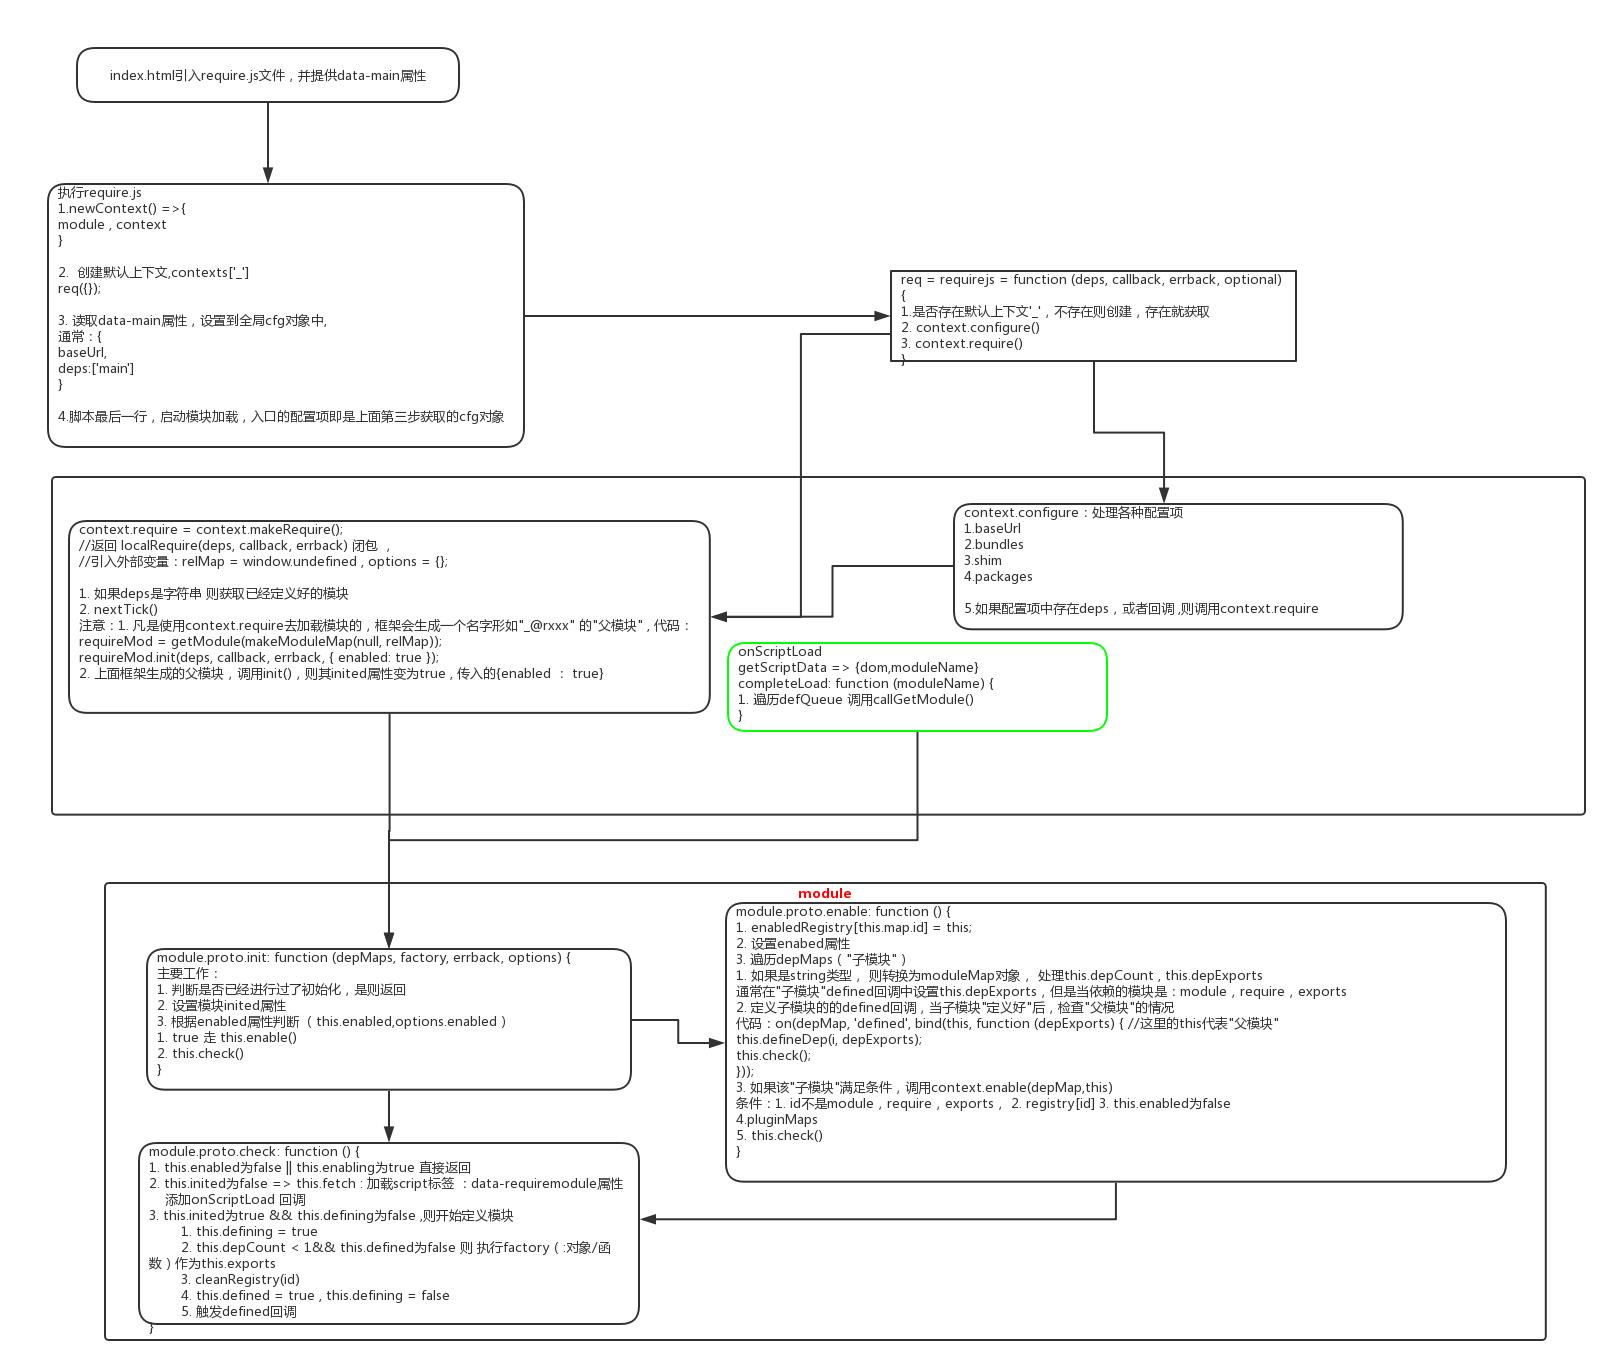 index.html引入require.js文件，并提供data-main属性
执行require.js
1.newContext() =>{
module , context
}
2.  创建默认上下文,contexts['_']
req({});
3. 读取data-main属性，设置到全局cfg对象中,
通常：{
baseUrl,
deps:['main']
}
4.脚本最后一行，启动模块加载，入口的配置项即是上面第三步获取的cfg对象
req = requirejs = function (deps, callback, errback, optional)
{
1.是否存在默认上下文'_'，不存在则创建，存在就获取
2. context.configure()
3. context.require()
}
context.configure：处理各种配置项
1.baseUrl
2.bundles
3.shim
4.packages
5.如果配置项中存在deps，或者回调 ,则调用context.require
context.require = context.makeRequire();
//返回 localRequire(deps, callback, errback) 闭包 ，
//引入外部变量：relMap = window.undefined , options = {};
1. 如果deps是字符串 则获取已经定义好的模块
2. nextTick()
注意：1. 凡是使用context.require去加载模块的，框架会生成一个名字形如"_@rxxx" 的"父模块" , 代码：
requireMod = getModule(makeModuleMap(null, relMap));
requireMod.init(deps, callback, errback, { enabled: true });
2. 上面框架生成的父模块，调用init()，则其inited属性变为true , 传入的{enabled ： true}
onScriptLoad
getScriptData => {dom,moduleName}
completeLoad: function (moduleName) {
1. 遍历defQueue 调用callGetModule()
}
module
module.proto.init: function (depMaps, factory, errback, options) {
主要工作：
1. 判断是否已经进行过了初始化，是则返回
2. 设置模块inited属性
3. 根据enabled属性判断 （this.enabled,options.enabled）
1. true 走 this.enable()
2. this.check()
}
module.proto.enable: function () {
1. enabledRegistry[this.map.id] = this;
2. 设置enabed属性
3. 遍历depMaps（"子模块"）
1. 如果是string类型， 则转换为moduleMap对象， 处理this.depCount , this.depExports
通常在"子模块"defined回调中设置this.depExports，但是当依赖的模块是：module，require，exports
2. 定义子模块的的defined回调，当子模块"定义好"后，检查"父模块"的情况
代码：on(depMap, 'defined', bind(this, function (depExports) { //这里的this代表"父模块"
this.defineDep(i, depExports);
this.check();
}));
3. 如果该"子模块"满足条件，调用context.enable(depMap,this)
条件：1. id不是module，require，exports， 2. registry[id] 3. this.enabled为false
4.pluginMaps
5. this.check()
}
module.proto.check: function () {
1. this.enabled为false || this.enabling为true 直接返回
2. this.inited为false => this.fetch : 加载script标签 ：data-requiremodule属性
添加onScriptLoad 回调
3. this.inited为true && this.defining为false ,则开始定义模块
1. this.defining = true
2. this.depCount < 1&& this.defined为false 则 执行factory（:对象/函
数）作为this.exports
3. cleanRegistry(id)
4. this.defined = true , this.defining = false
5. 触发defined回调
}